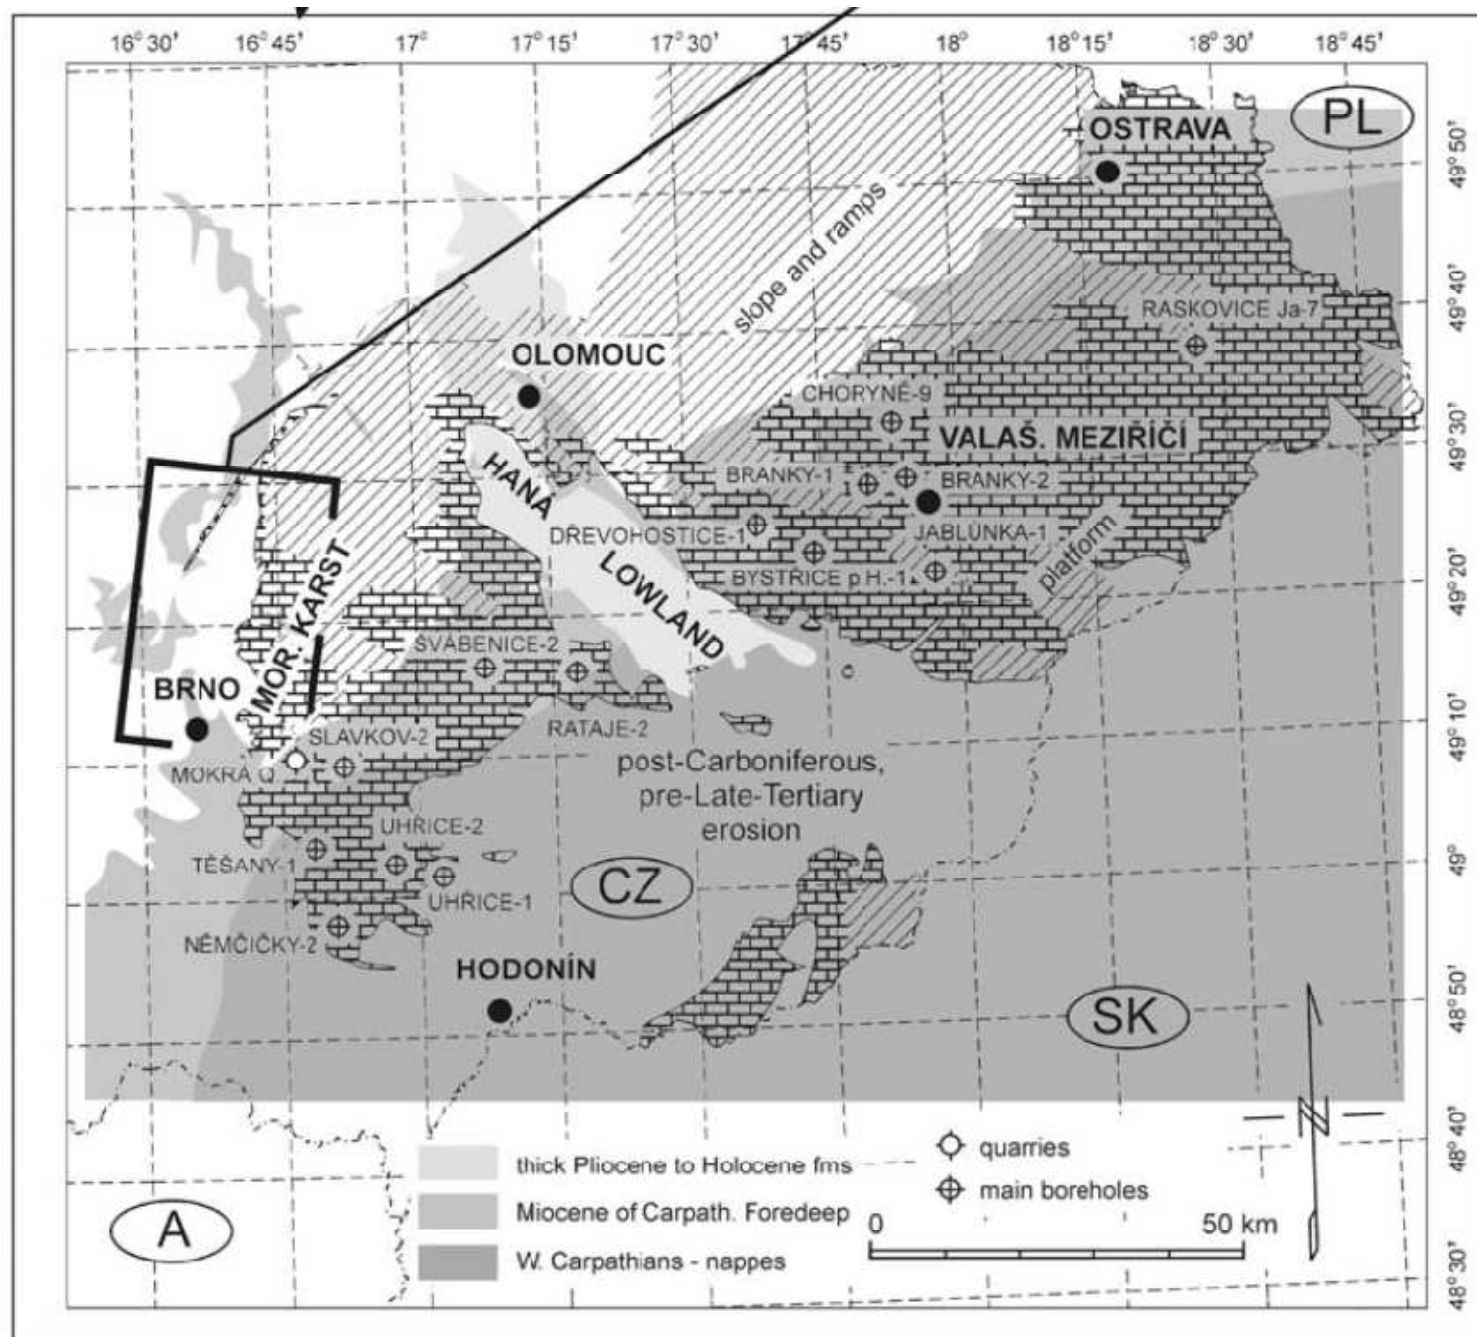 16°30' 16°45' 17° 17°15' 17°30' 17°45' 18° 18°15' 18°30' 18°45'
PL
OSTRAVA
49°50'
slope and ramps
49°40'
RASKOVICE Ja-7
OLOMOUC
CHORYNĚ-9
49°30'
VALAŠ. MEZIŘÍČÍ
HANÁ
LOWLAND
BRANKY-1
BRANKY-2
DŘEVOHOSTICE-1
JABLŮNKA-1
platform
BYSTŘICE p H.-1
49°20'
MOR. KARST
ŠVÁBENICE-2
BRNO
RATAJE-2
49°10'
SLAVKOV-2
MOKRÁ Q
post-Carboniferous,
pre-Late-Tertiary
erosion
UHŘICE-2
TĚŠANY-1
49°
CZ
UHŘICE-1
NĚMČIČKY-2
HODONÍN
48°50'
SK
N
48°40'
thick Pliocene to Holocene fms
quarries
Miocene of Carpath. Foredeep
main boreholes
W. Carpathians - nappes
0 50 km
A
48°30'